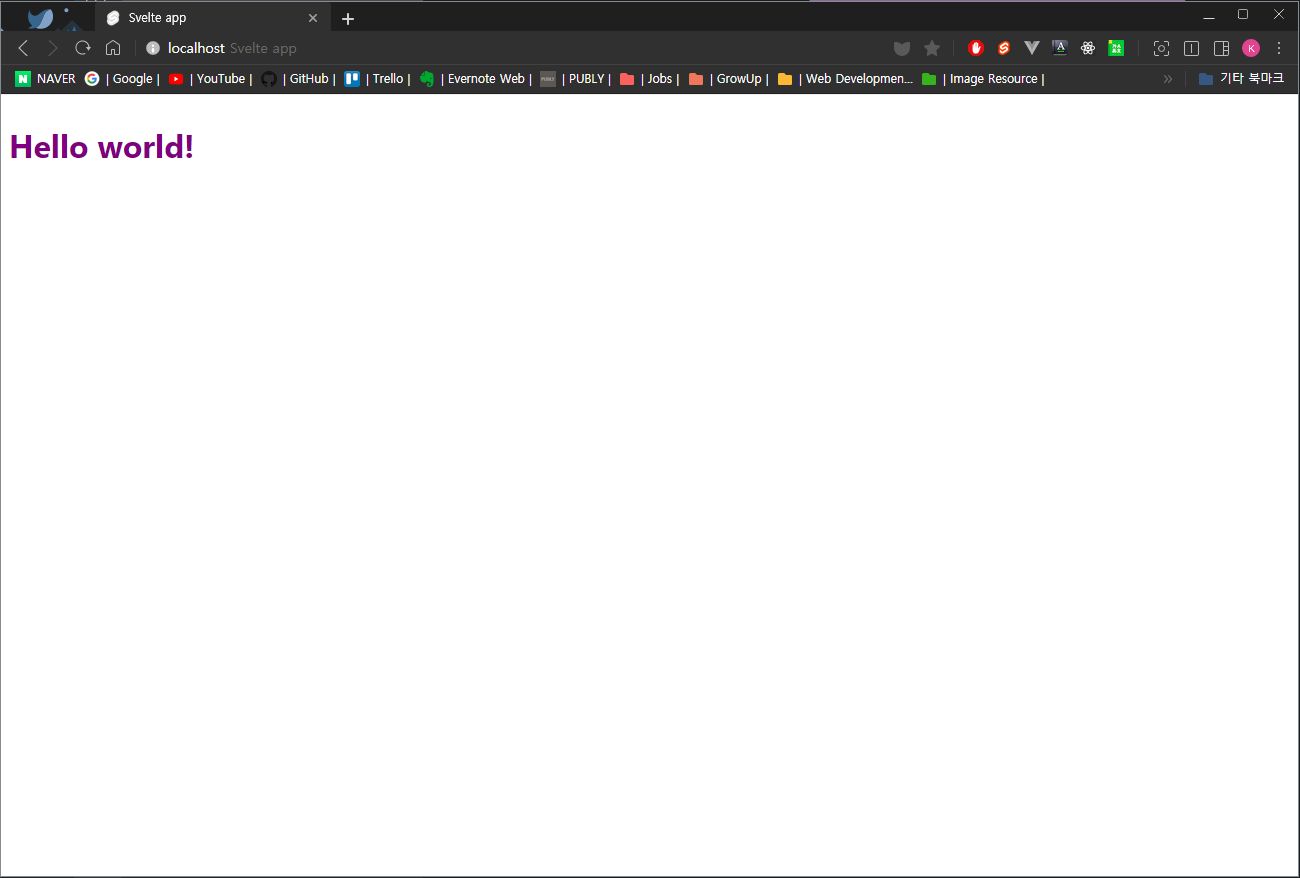 Svelte app
localhost Svelte app
NAVER | Google | | YouTube | | GitHub | | Trello | | Evernote Web | | PUBLY | | Jobs | | GrowUp | | Web Developmen... | Image Resource | » 기타 북마크
Hello world!